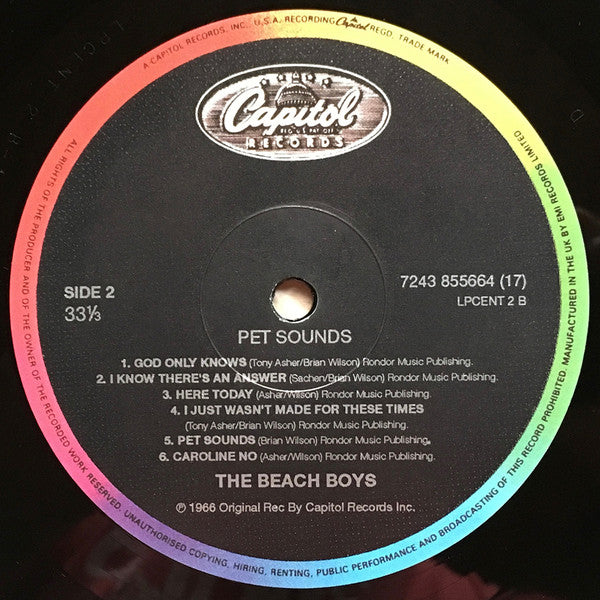 A CAPITOL RECORDS, INC., U.S.A. RECORDING Capitol REGD. TRADE MARK
Capitol
REG. U.S. PAT. OFF.
RECORDS
SIDE 2
33⅓
7243 855664 (17)
LPCENT 2 B
PET SOUNDS
1. GOD ONLY KNOWS (Tony Asher/Brian Wilson) Rondor Music Publishing.
2. I KNOW THERE'S AN ANSWER (Sachen/Brian Wilson) Rondor Music Publishing.
3. HERE TODAY (Asher/Wilson) Rondor Music Publishing.
4. I JUST WASN'T MADE FOR THESE TIMES
(Tony Asher/Brian Wilson) Rondor Music Publishing.
5. PET SOUNDS (Brian Wilson) Rondor Music Publishing.
6. CAROLINE NO (Asher/Wilson) Rondor Music Publishing.
THE BEACH BOYS
℗ 1966 Original Rec By Capitol Records Inc.
ALL RIGHTS OF THE PRODUCER AND OF THE OWNER OF THE RECORDED WORK RESERVED. UNAUTHORISED COPYING, HIRING, RENTING, PUBLIC PERFORMANCE AND BROADCASTING OF THIS RECORD PROHIBITED. MANUFACTURED IN THE UK BY EMI RECORDS LIMITED